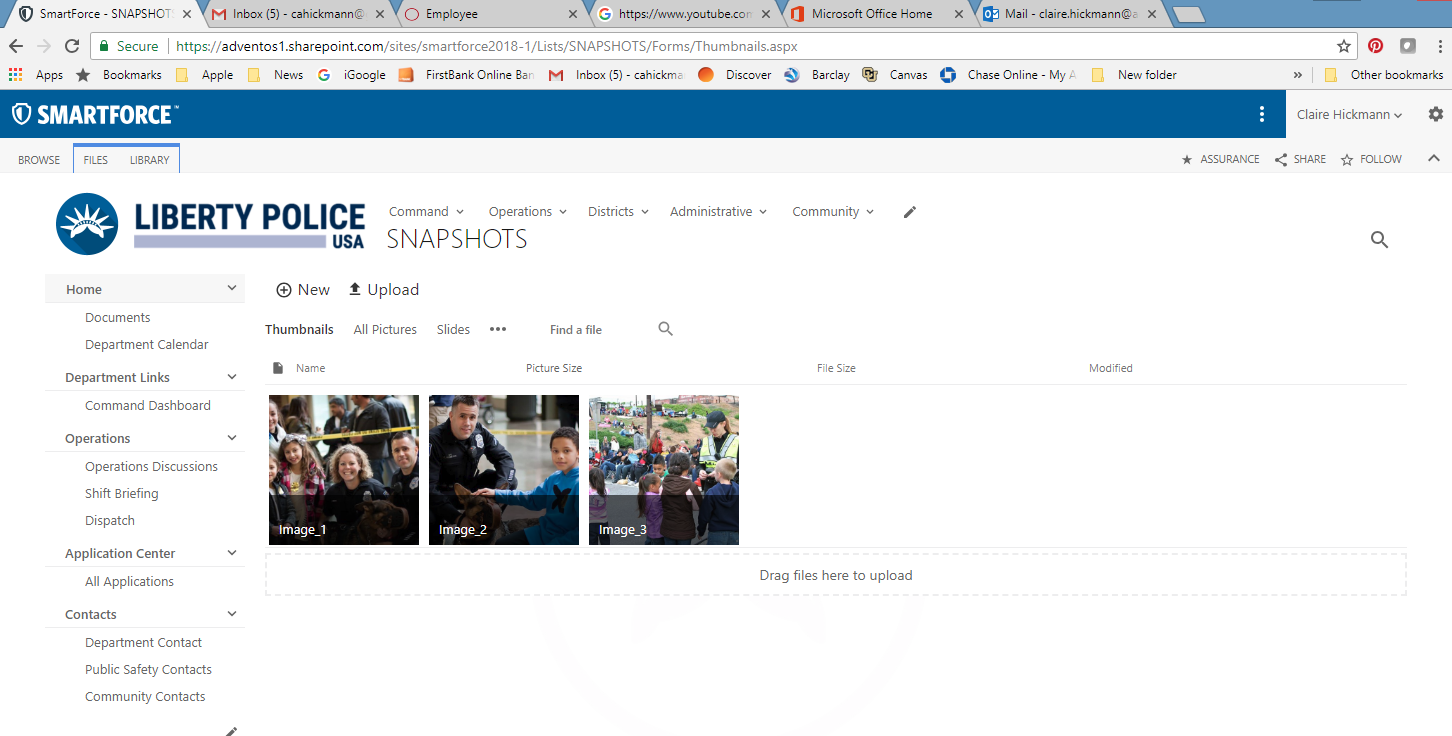 SmartForce - SNAPSHOTS
Inbox (5) - cahickmann@
Employee
https://www.youtube.com
Microsoft Office Home
Mail - claire.hickmann@a
Secure https://adventos1.sharepoint.com/sites/smartforce2018-1/Lists/SNAPSHOTS/Forms/Thumbnails.aspx
Apps Bookmarks Apple News iGoogle FirstBank Online Ban Inbox (5) - cahickma Discover Barclay Canvas Chase Online - My A New folder » Other bookmarks
SMARTFORCE™ Claire Hickmann
BROWSE FILES LIBRARY ASSURANCE SHARE FOLLOW
LIBERTY POLICE
USA
Command Operations Districts Administrative Community
SNAPSHOTS
Home
Documents
Department Calendar
Department Links
Command Dashboard
Operations
Operations Discussions
Shift Briefing
Dispatch
Application Center
All Applications
Contacts
Department Contact
Public Safety Contacts
Community Contacts
New Upload
Thumbnails All Pictures Slides ••• Find a file
Name Picture Size File Size Modified
Image_1 Image_2 Image_3
Drag files here to upload